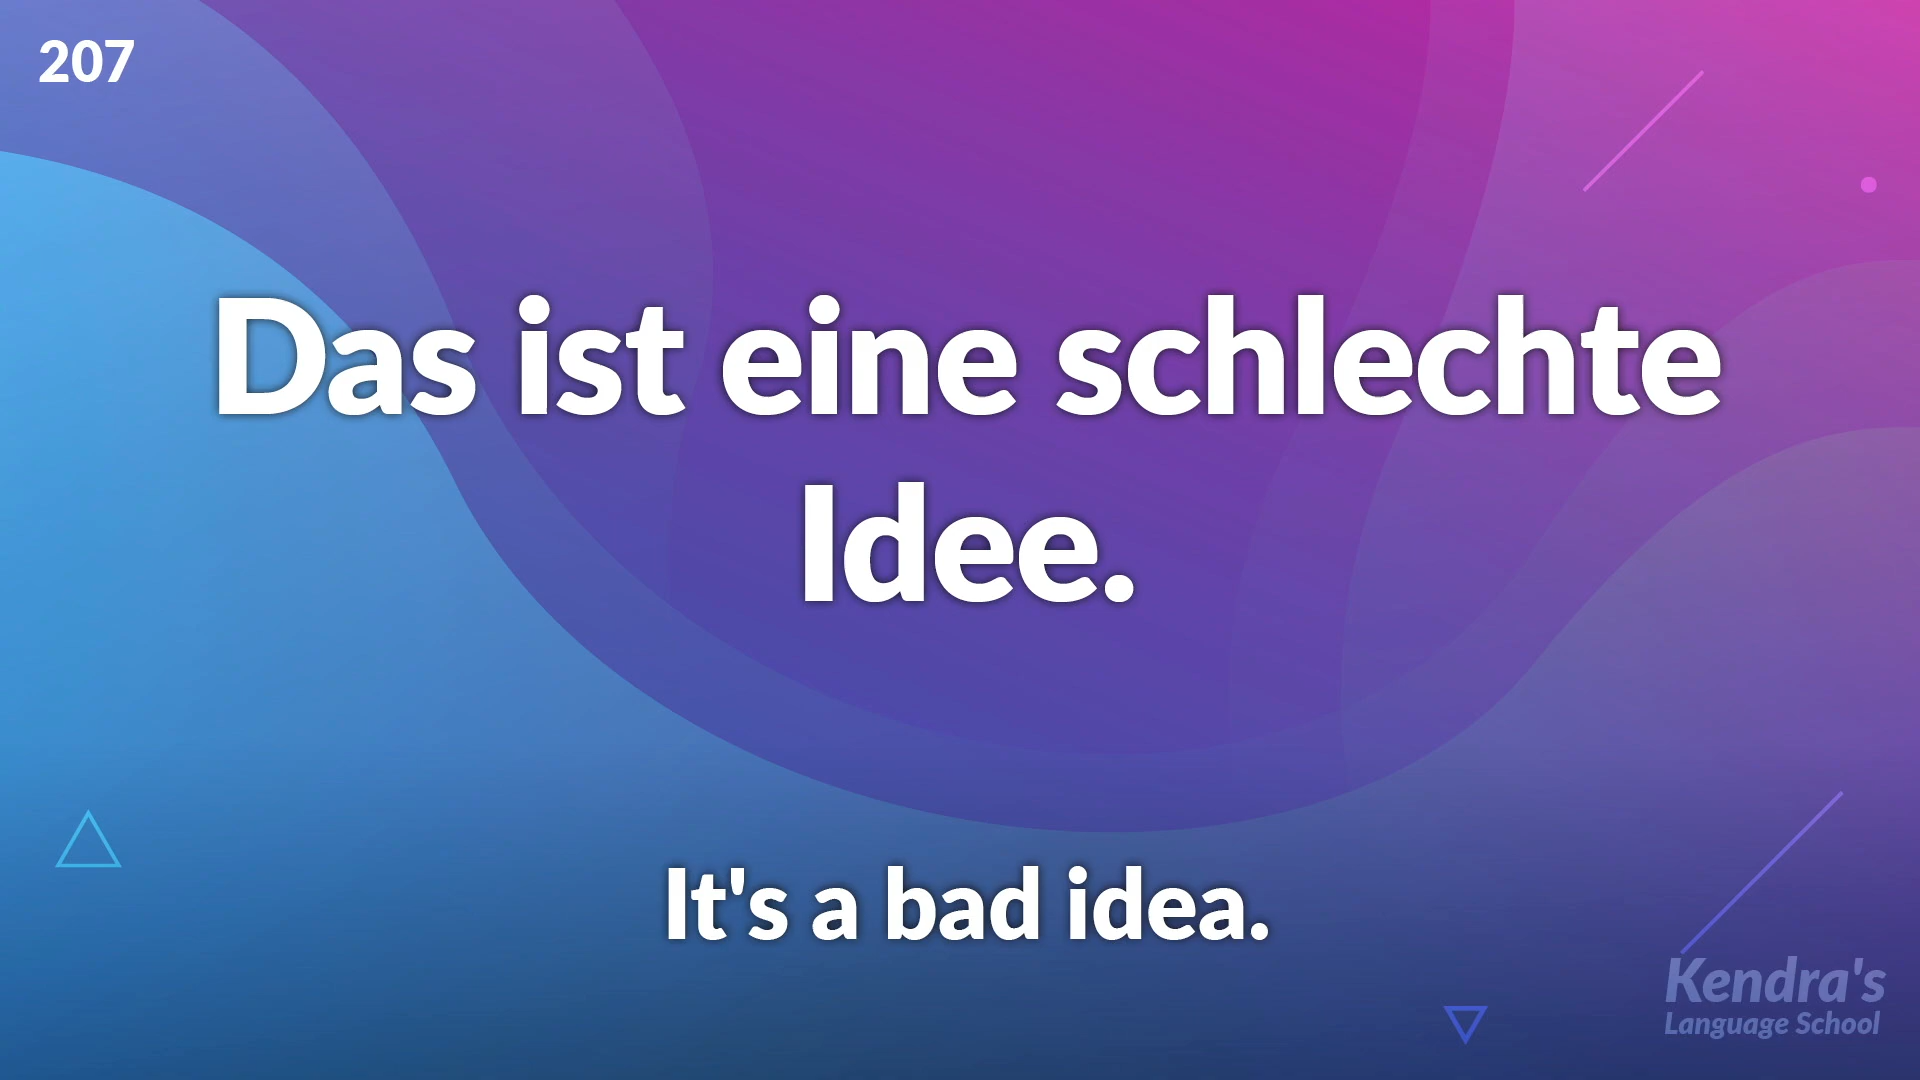 207
Das ist eine schlechte
Idee.
It's a bad idea.
Kendra's
Language School